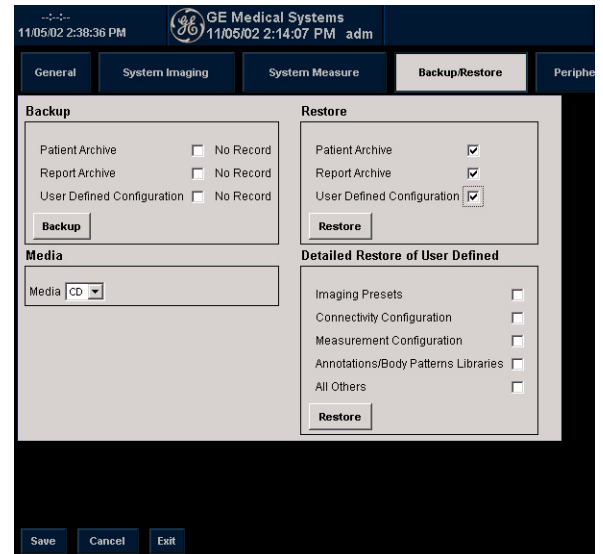 --:--:--
11/05/02 2:38:36 PM
GE Medical Systems
11/05/02 2:14:07 PM adm
General
System Imaging
System Measure
Backup/Restore
Periphe
Backup
Patient Archive No Record
Report Archive No Record
User Defined Configuration No Record
Backup
Media
Media CD
Restore
Patient Archive
Report Archive
User Defined Configuration
Restore
Detailed Restore of User Defined
Imaging Presets
Connectivity Configuration
Measurement Configuration
Annotations/Body Patterns Libraries
All Others
Restore
Save
Cancel
Exit